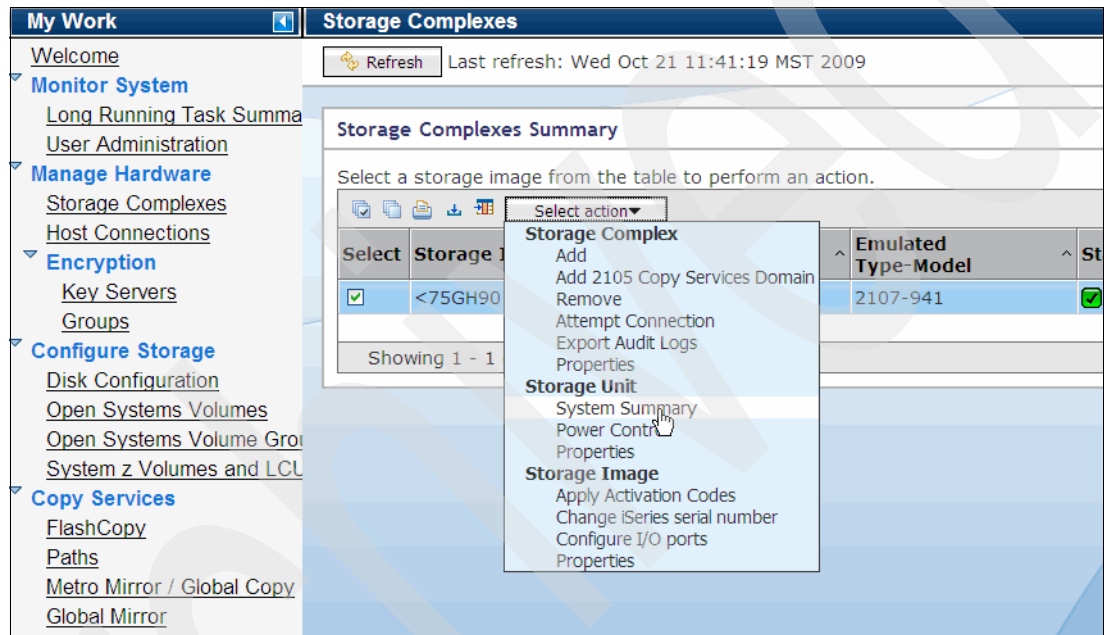 My Work
Welcome
Monitor System
Long Running Task Summa
User Administration
Manage Hardware
Storage Complexes
Host Connections
Encryption
Key Servers
Groups
Configure Storage
Disk Configuration
Open Systems Volumes
Open Systems Volume Grou
System z Volumes and LCU
Copy Services
FlashCopy
Paths
Metro Mirror / Global Copy
Global Mirror
Storage Complexes
Refresh Last refresh: Wed Oct 21 11:41:19 MST 2009
Storage Complexes Summary
Select a storage image from the table to perform an action.
Select action
Select Storage I Emulated Type-Model St
<75GH90 2107-941
Showing 1 - 1
Storage Complex
Add
Add 2105 Copy Services Domain
Remove
Attempt Connection
Export Audit Logs
Properties
Storage Unit
System Summary
Power Control
Properties
Storage Image
Apply Activation Codes
Change iSeries serial number
Configure I/O ports
Properties